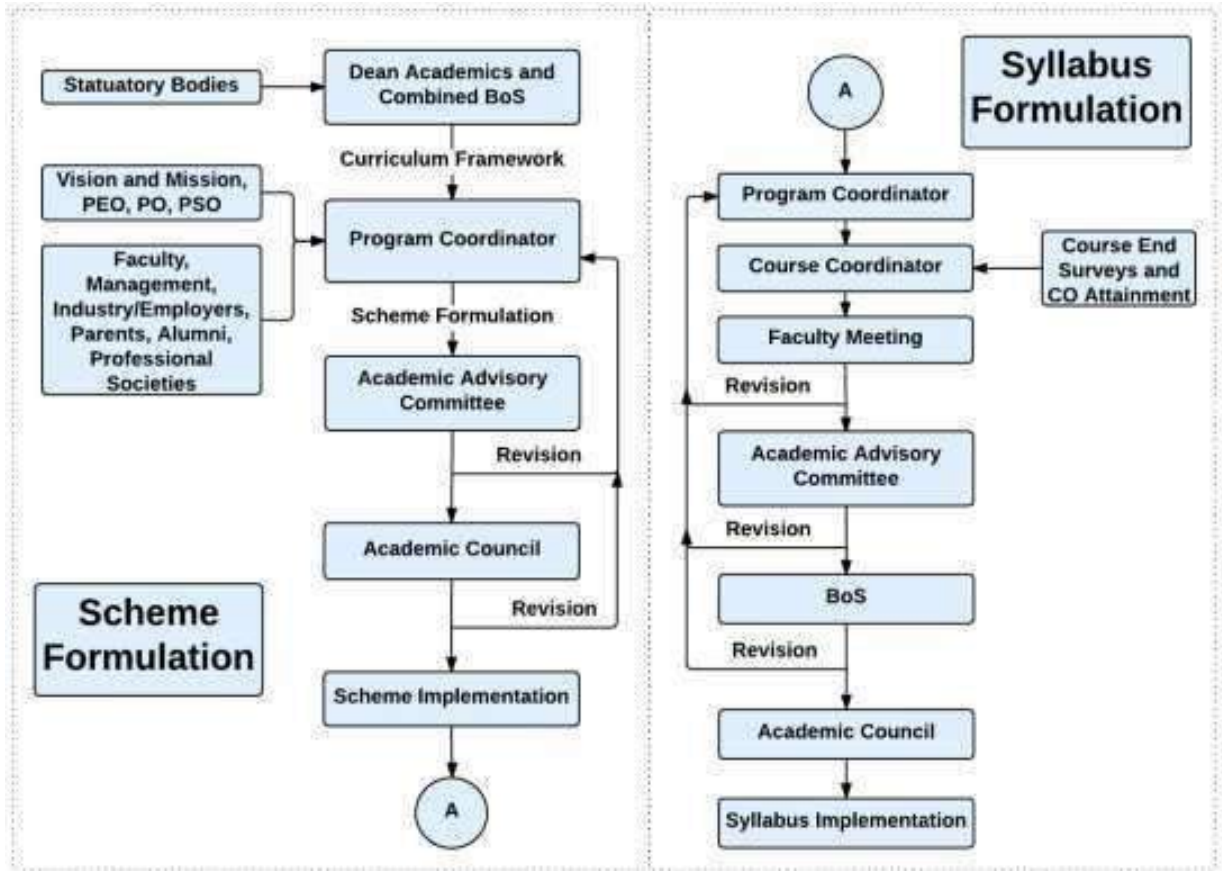 Statuatory Bodies
Dean Academics and
Combined BoS
Curriculum Framework
Vision and Mission,
PEO, PO, PSO
Program Coordinator
Faculty,
Management,
Industry/Employers,
Parents, Alumni,
Professional
Societies
Scheme Formulation
Academic Advisory
Committee
Revision
Academic Council
Revision
Scheme
Formulation
Scheme Implementation
A
Syllabus
Formulation
A
Program Coordinator
Course Coordinator
Course End
Surveys and
CO Attainment
Faculty Meeting
Revision
Academic Advisory
Committee
Revision
BoS
Revision
Academic Council
Syllabus Implementation